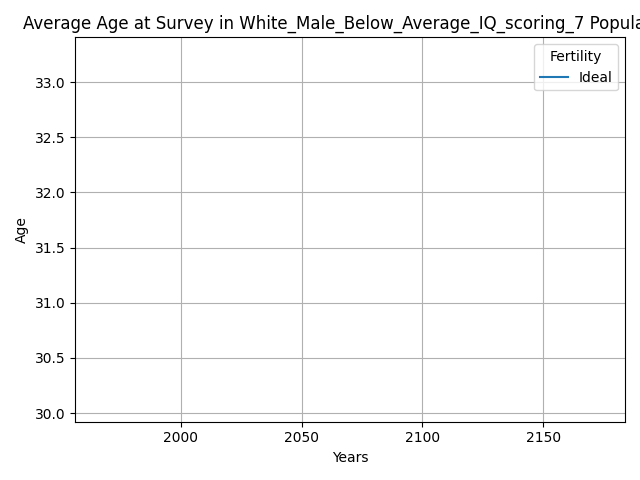 Average Age at Survey in White_Male_Below_Average_IQ_scoring_7 Popula
Fertility
Ideal
33.0
32.5
32.0
31.5
31.0
30.5
30.0
Age
2000 2050 2100 2150
Years